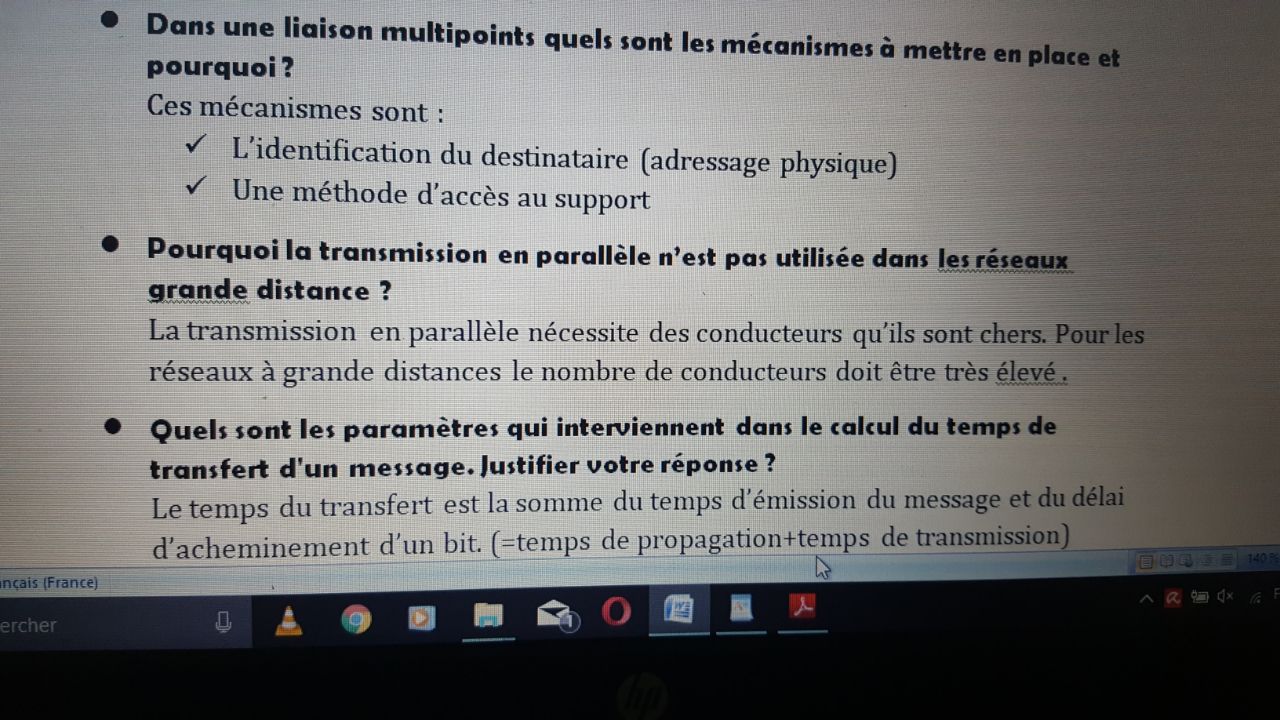 ● Dans une liaison multipoints quels sont les mécanismes à mettre en place et
pourquoi ?
Ces mécanismes sont :
✓ L'identification du destinataire (adressage physique)
✓ Une méthode d'accès au support
● Pourquoi la transmission en parallèle n'est pas utilisée dans les réseaux
grande distance ?
La transmission en parallèle nécessite des conducteurs qu'ils sont chers. Pour les
réseaux à grande distances le nombre de conducteurs doit être très élevé .
● Quels sont les paramètres qui interviennent dans le calcul du temps de
transfert d'un message. Justifier votre réponse ?
Le temps du transfert est la somme du temps d'émission du message et du délai
d'acheminement d'un bit. (=temps de propagation+temps de transmission)
nçais (France)
140 %
ercher
hp